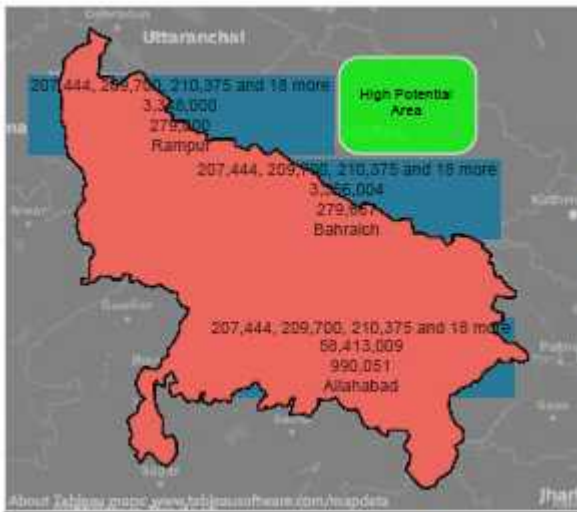 Uttaranchal
207,444, 209,700, 210,375 and 18 more
279,000
Rampur
High Potential
Area
207,444, 209,700, 210,375 and 18 more
279,667
Bahraich
207,444, 209,700, 210,375 and 18 more
58,413,009
990,051
Allahabad
About Tableau maps: www.tableausoftware.com/mapdata